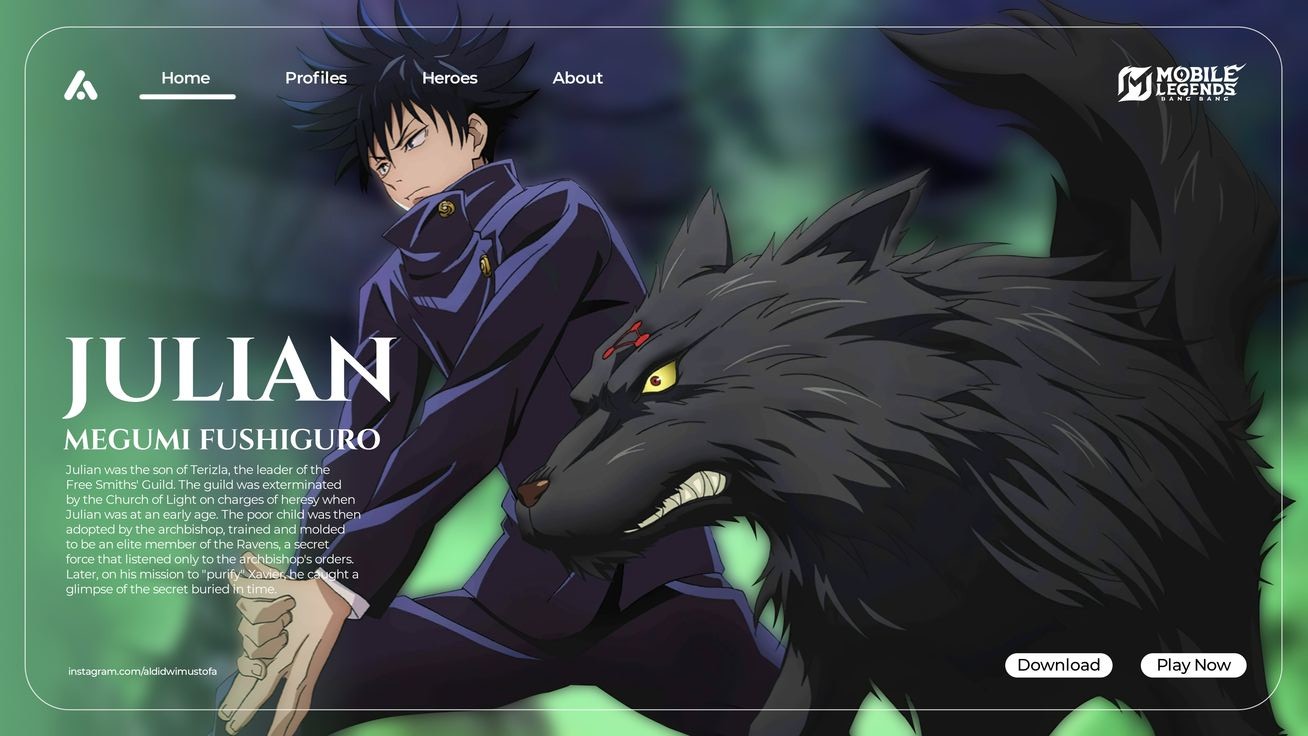 Home
Profiles
Heroes
About
MOBILE
LEGENDS
BANG BANG
JULIAN
MEGUMI FUSHIGURO
Julian was the son of Terizla, the leader of the
Free Smiths' Guild. The guild was exterminated
by the Church of Light on charges of heresy when
Julian was at an early age. The poor child was then
adopted by the archbishop, trained and molded
to be an elite member of the Ravens, a secret
force that listened only to the archbishop's orders.
Later, on his mission to "purify" Xavier, he caught a
glimpse of the secret buried in time.
instagram.com/aldidwimustofa
Download
Play Now